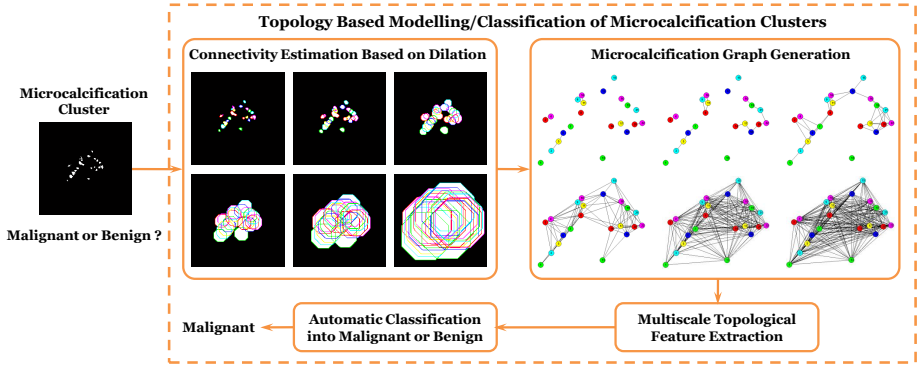 Topology Based Modelling/Classification of Microcalcification Clusters
Connectivity Estimation Based on Dilation
Microcalcification Graph Generation
Microcalcification
Cluster
Malignant or Benign ?
Malignant
Automatic Classification
into Malignant or Benign
Multiscale Topological
Feature Extraction